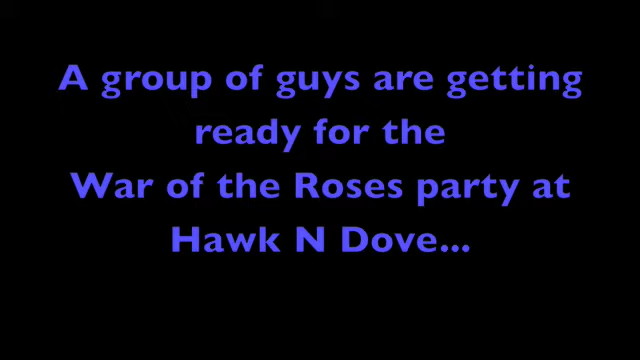 A group of guys are getting
ready for the
War of the Roses party at
Hawk N Dove...